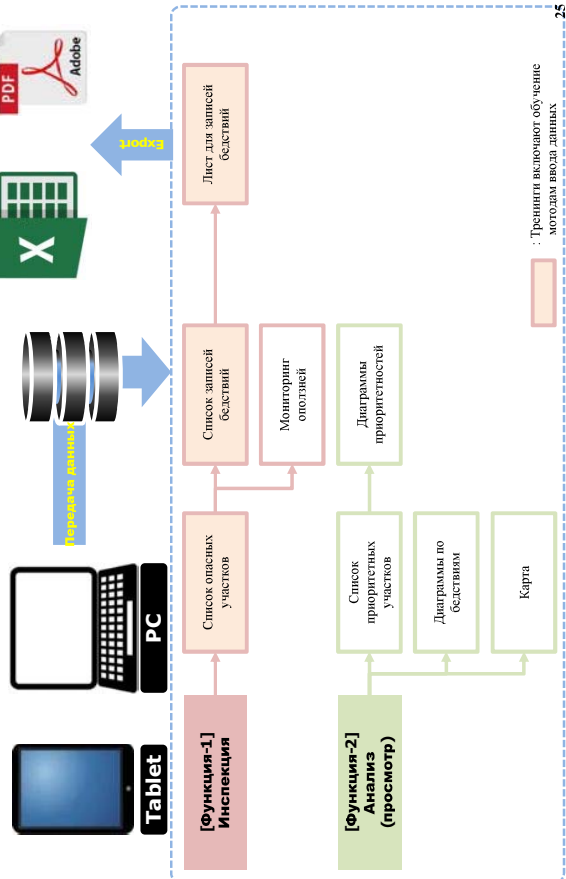 Tablet
PC
Передача данных
X
PDF
Adobe
Export
[Функция-1]
Инспекция
Список опасных
участков
Список записей
бедствий
Лист для записей
бедствий
Мониторинг
оползней
[Функция-2]
Анализ
(просмотр)
Список
приоритетных
участков
Диаграммы
приоритетностей
Диаграммы по
бедствиям
Карта
: Тренинги включают обучение
мотодам ввода данных
25